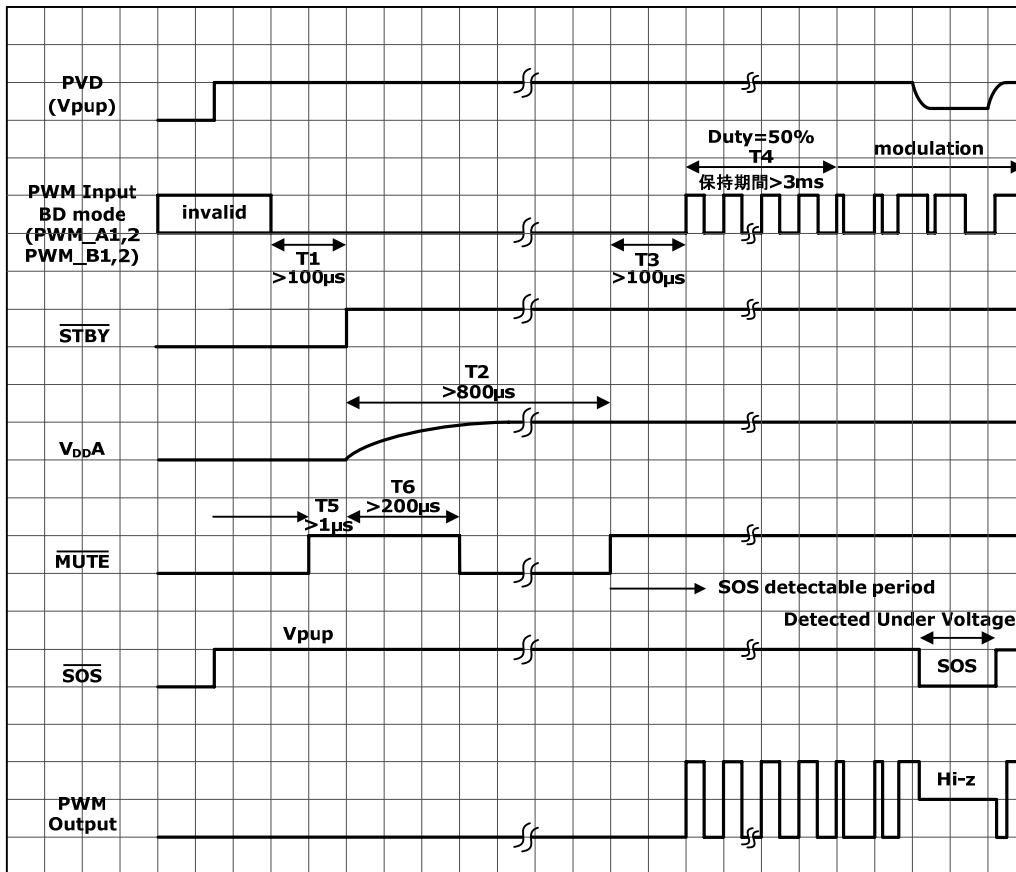 PVD
(Vpup)
Duty=50%
T4
保持期間>3ms
modulation
PWM Input
BD mode
(PWM_A1,2
PWM_B1,2)
invalid
T1
>100μs
T3
>100μs
STBY
T2
>800μs
VDDA
T5
>1μs
T6
>200μs
MUTE
SOS detectable period
Detected Under Voltage
Vpup
SOS
SOS
Hi-z
PWM
Output